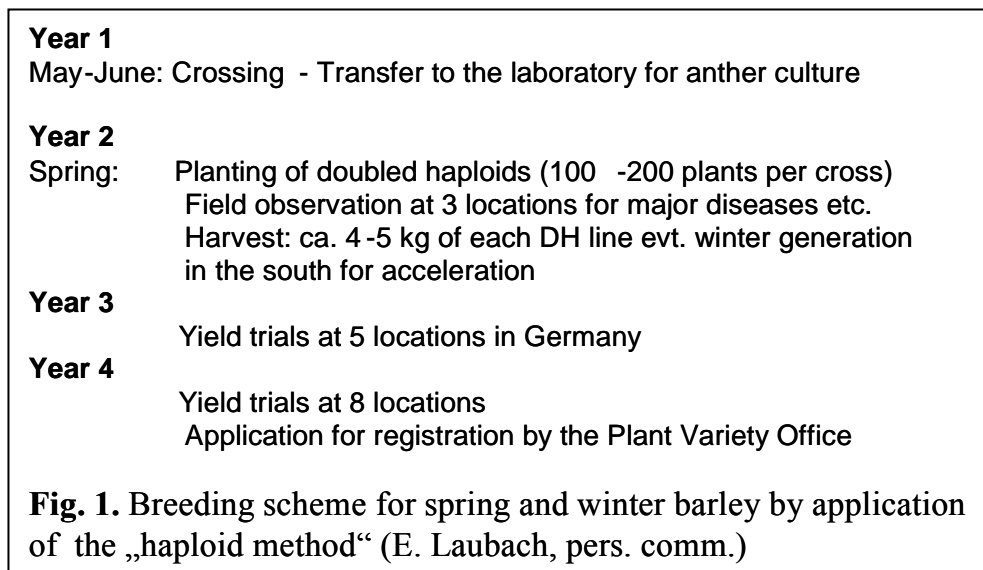 Year 1
May-June: Crossing - Transfer to the laboratory for anther culture
Year 2
Spring: Planting of doubled haploids (100 -200 plants per cross)
Field observation at 3 locations for major diseases etc.
Harvest: ca. 4-5 kg of each DH line evt. winter generation
in the south for acceleration
Year 3
Yield trials at 5 locations in Germany
Year 4
Yield trials at 8 locations
Application for registration by the Plant Variety Office
Fig. 1. Breeding scheme for spring and winter barley by application
of the „haploid method“ (E. Laubach, pers. comm.)